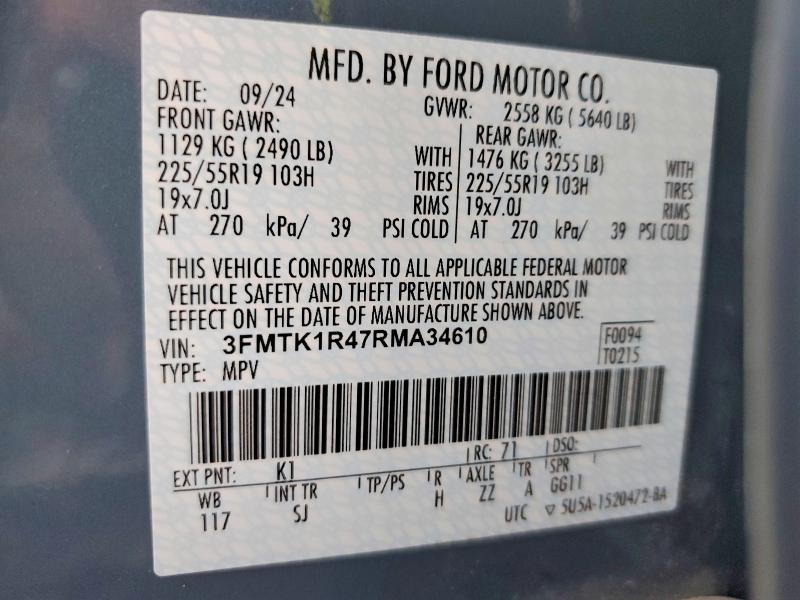 MFD. BY FORD MOTOR CO.
DATE: 09/24 GVWR: 2558 KG ( 5640 LB)
FRONT GAWR: REAR GAWR:
1129 KG ( 2490 LB) WITH 1476 KG ( 3255 LB) WITH
225/55R19 103H TIRES 225/55R19 103H TIRES
19x7.0J RIMS 19x7.0J RIMS
AT 270 kPa/ 39 PSI COLD AT 270 kPa/ 39 PSI COLD
THIS VEHICLE CONFORMS TO ALL APPLICABLE FEDERAL MOTOR
VEHICLE SAFETY AND THEFT PREVENTION STANDARDS IN
EFFECT ON THE DATE OF MANUFACTURE SHOWN ABOVE.
VIN: 3FMTK1R47RMA34610 F0094
TYPE: MPV T0215
EXT PNT: K1 RC: 71 DSO:
WB INT TR TP/PS R AXLE TR SPR
117 SJ H ZZ A GG11
UTC ▽ 5U5A-1520472-BA